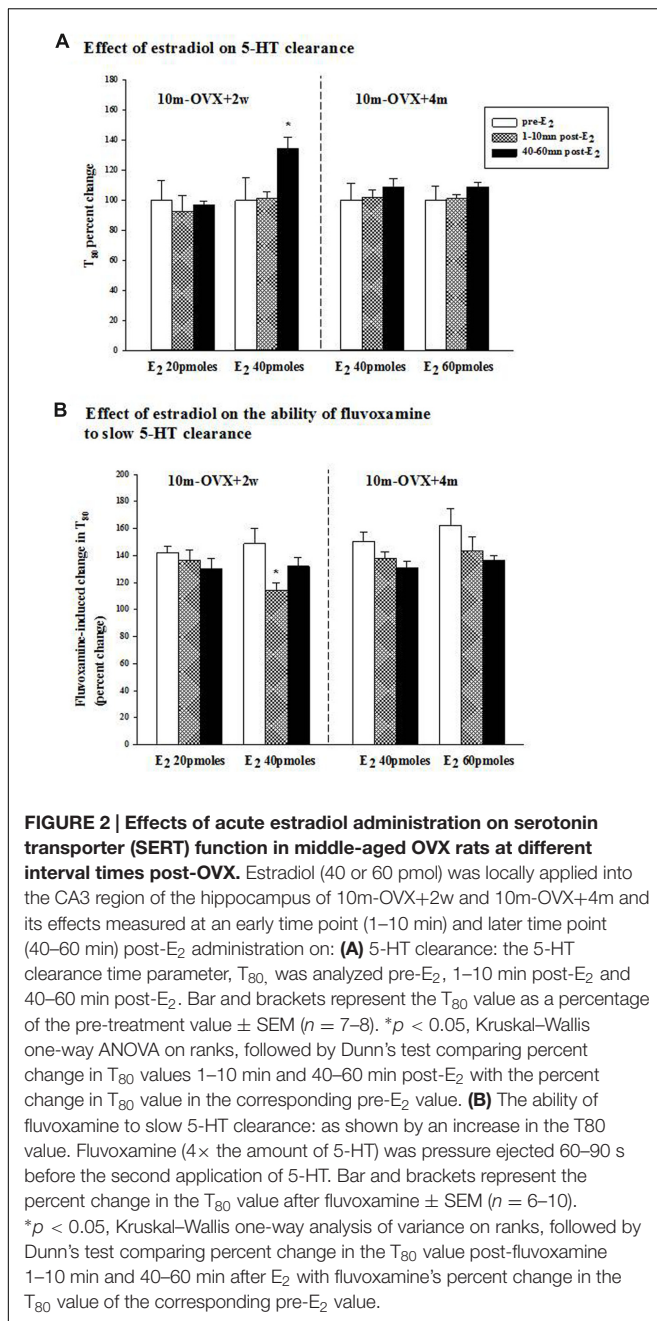 A Effect of estradiol on 5-HT clearance
180
160
140
120
100
80
60
40
20
0
T80 percent change
10m-OVX+2w
10m-OVX+4m
*
pre-E2
1-10mn post-E2
40-60mn post-E2
E2 20pmoles
E2 40pmoles
E2 40pmoles
E2 60pmoles
B Effect of estradiol on the ability of fluvoxamine
to slow 5-HT clearance
200
180
160
140
120
100
80
60
40
20
0
Fluvoxamine-induced change in T80
(percent change)
10m-OVX+2w
10m-OVX+4m
*
E2 20pmoles
E2 40pmoles
E2 40pmoles
E2 60pmoles
FIGURE 2 | Effects of acute estradiol administration on serotonin
transporter (SERT) function in middle-aged OVX rats at different
interval times post-OVX. Estradiol (40 or 60 pmol) was locally applied into
the CA3 region of the hippocampus of 10m-OVX+2w and 10m-OVX+4m and
its effects measured at an early time point (1–10 min) and later time point
(40–60 min) post-E2 administration on: (A) 5-HT clearance: the 5-HT
clearance time parameter, T80, was analyzed pre-E2, 1–10 min post-E2 and
40–60 min post-E2. Bar and brackets represent the T80 value as a percentage
of the pre-treatment value ± SEM (n = 7–8). *p < 0.05, Kruskal–Wallis
one-way ANOVA on ranks, followed by Dunn's test comparing percent
change in T80 values 1–10 min and 40–60 min post-E2 with the percent
change in T80 value in the corresponding pre-E2 value. (B) The ability of
fluvoxamine to slow 5-HT clearance: as shown by an increase in the T80
value. Fluvoxamine (4× the amount of 5-HT) was pressure ejected 60–90 s
before the second application of 5-HT. Bar and brackets represent the
percent change in the T80 value after fluvoxamine ± SEM (n = 6–10).
*p < 0.05, Kruskal–Wallis one-way analysis of variance on ranks, followed by
Dunn's test comparing percent change in the T80 value post-fluvoxamine
1–10 min and 40–60 min after E2 with fluvoxamine's percent change in the
T80 value of the corresponding pre-E2 value.